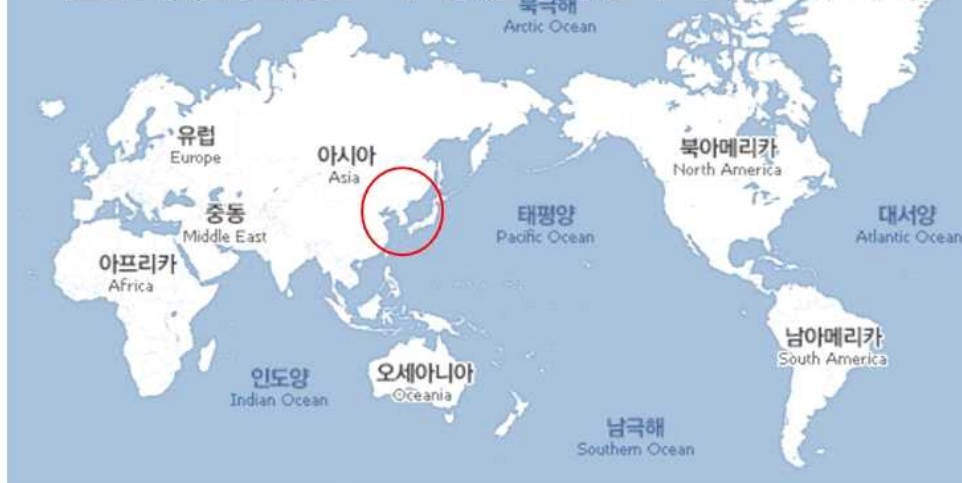 북극해
Arctic Ocean
유럽
Europe
아시아
Asia
북아메리카
North America
중동
Middle East
태평양
Pacific Ocean
대서양
Atlantic Ocean
아프리카
Africa
남아메리카
South America
인도양
Indian Ocean
오세아니아
Oceania
남극해
Southern Ocean